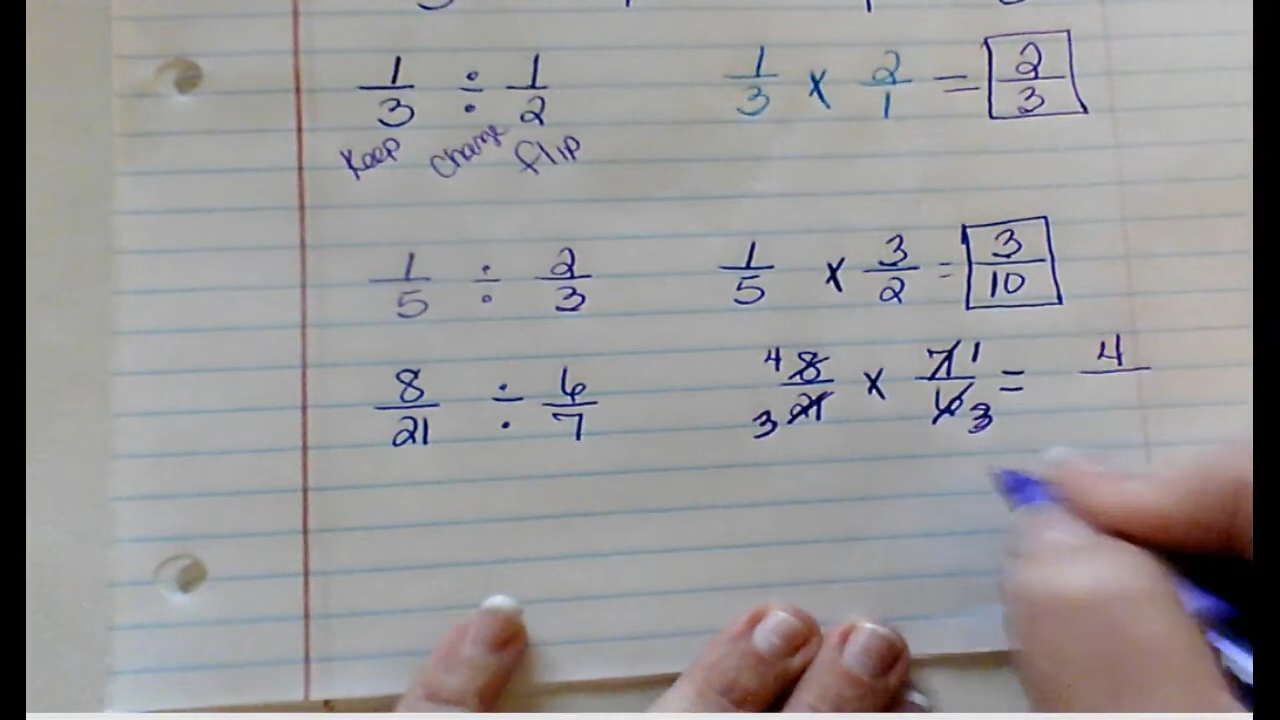 1/3 ÷ 1/2 1/3 x 2/1 = 2/3
Keep change flip
1/5 ÷ 2/3 1/5 x 3/2 = 3/10
8/21 ÷ 6/7 4 8/21 3 x 7/6 1 3 = 4